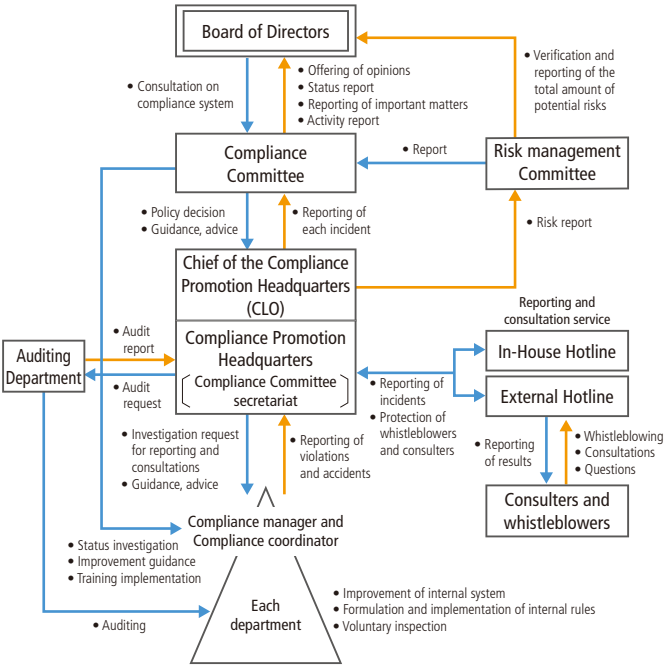 Board of Directors
• Consultation on
compliance system
• Offering of opinions
• Status report
• Reporting of important matters
• Activity report
• Verification and
reporting of the
total amount of
potential risks
Compliance
Committee
• Report
Risk management
Committee
• Policy decision
• Guidance, advice
• Reporting of
each incident
• Risk report
Chief of the Compliance
Promotion Headquarters
(CLO)
Reporting and
consultation service
Auditing
Department
• Audit
report
• Audit
request
Compliance Promotion
Headquarters
[Compliance Committee
secretariat]
In-House Hotline
• Reporting of
incidents
• Protection of
whistleblowers
and consulters
External Hotline
• Investigation request
for reporting and
consultations
• Guidance, advice
• Reporting of
violations
and accidents
• Reporting
of results
• Whistleblowing
• Consultations
• Questions
Consulters and
whistleblowers
Compliance manager and
Compliance coordinator
• Status investigation
• Improvement guidance
• Training implementation
Each
department
• Improvement of internal system
• Formulation and implementation of internal rules
• Voluntary inspection
• Auditing